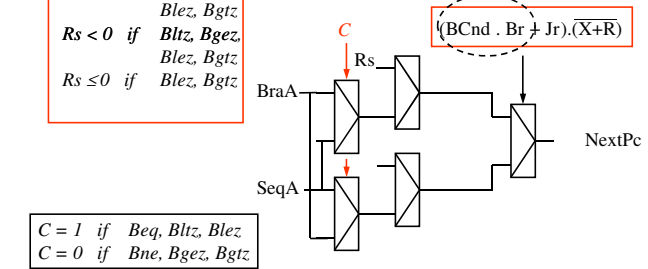 Blez, Bgtz
Rs < 0 if Bltz, Bgez,
Blez, Bgtz
Rs ≤0 if Blez, Bgtz
C
(BCnd . Br + Jr).(X̅+̅R̅)
Rs
BraA
NextPc
SeqA
C = 1 if Beq, Bltz, Blez
C = 0 if Bne, Bgez, Bgtz